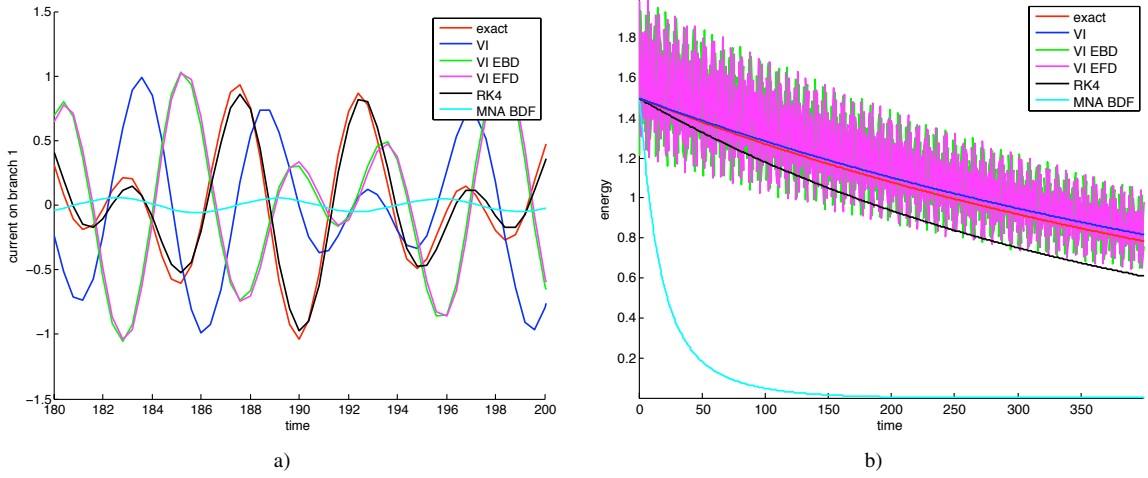 1.5
1
0.5
0
−0.5
−1
−1.5
current on branch 1
180 182 184 186 188 190 192 194 196 198 200
time
exact
VI
VI EBD
VI EFD
RK4
MNA BDF
a)
1.8
1.6
1.4
1.2
1
0.8
0.6
0.4
0.2
energy
0 50 100 150 200 250 300 350
time
exact
VI
VI EBD
VI EFD
RK4
MNA BDF
b)